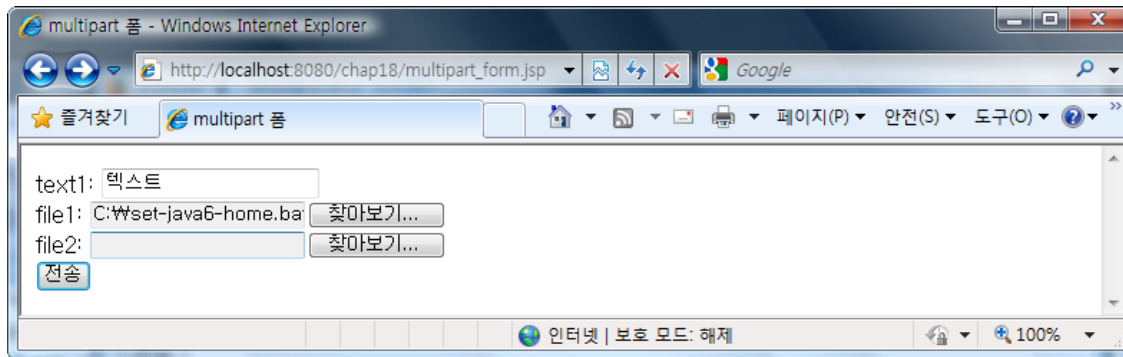 multipart 폼 - Windows Internet Explorer
http://localhost:8080/chap18/multipart_form.jsp Google
즐겨찾기 multipart 폼 페이지(P) 안전(S) 도구(O)
text1: 텍스트
file1: C:₩set-java6-home.ba 찾아보기...
file2: 찾아보기...
전송
인터넷 | 보호 모드: 해제 100%